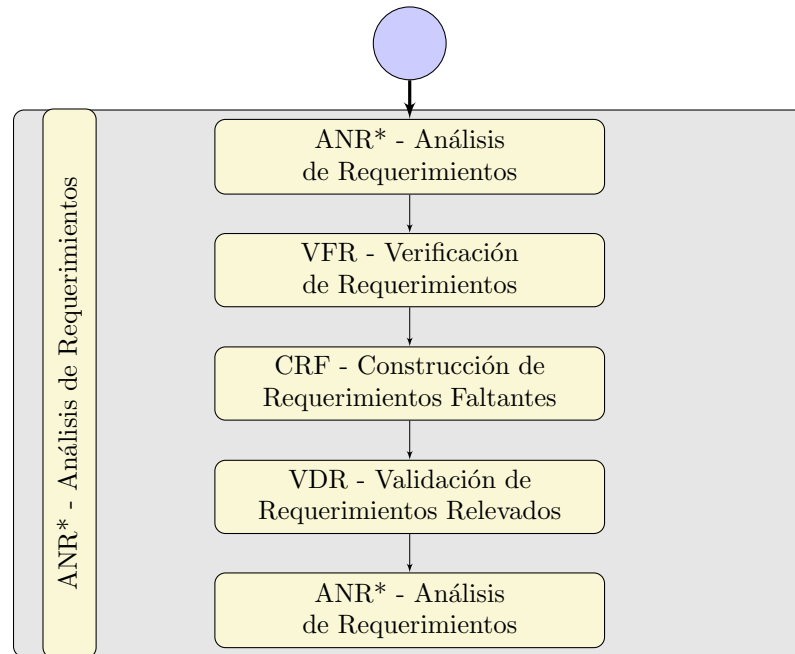 ANR* - Análisis
de Requerimientos
VFR - Verificación
de Requerimientos
CRF - Construcción de
Requerimientos Faltantes
VDR - Validación de
Requerimientos Relevados
ANR* - Análisis
de Requerimientos
ANR* - Análisis de Requerimientos